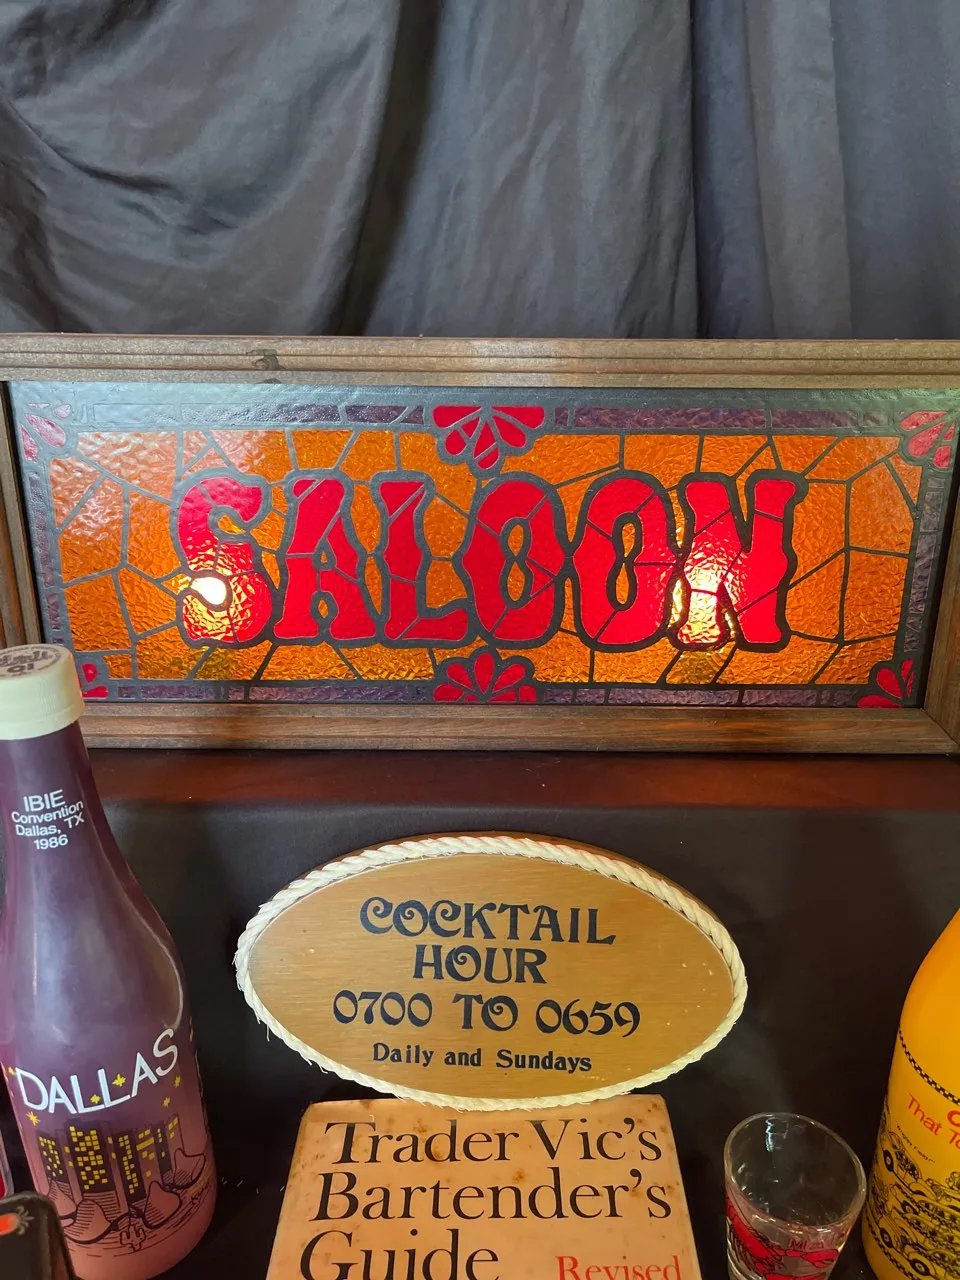 SALOON
IBIE
Convention
Dallas, TX
1986
DALLAS
COCKTAIL
HOUR
0700 TO 0659
Daily and Sundays
Trader Vic's
Bartender's
Guide
Revised
That